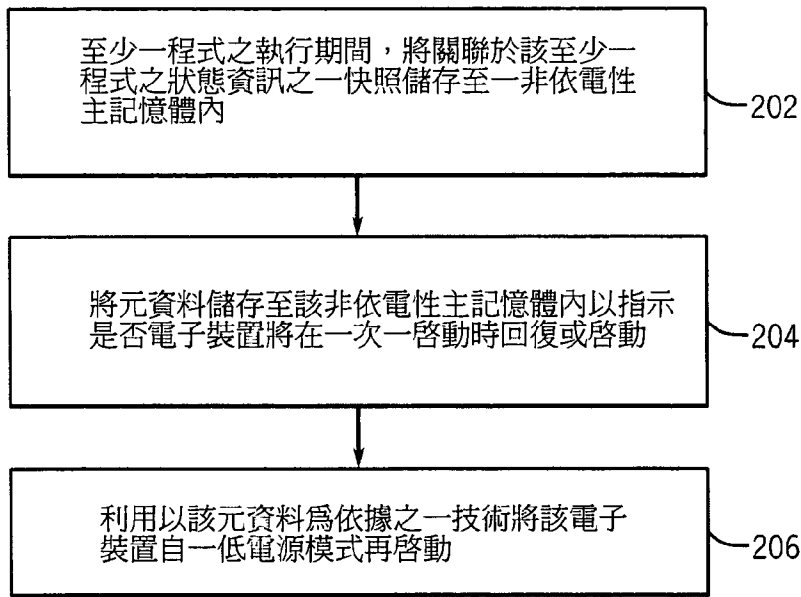 至少一程式之執行期間，將關聯於該至少一
程式之狀態資訊之一快照儲存至一非依電性
主記憶體內
202
將元資料儲存至該非依電性主記憶體內以指示
是否電子裝置將在一次一啓動時回復或啓動
204
利用以該元資料爲依據之一技術將該電子
裝置自一低電源模式再啓動
206